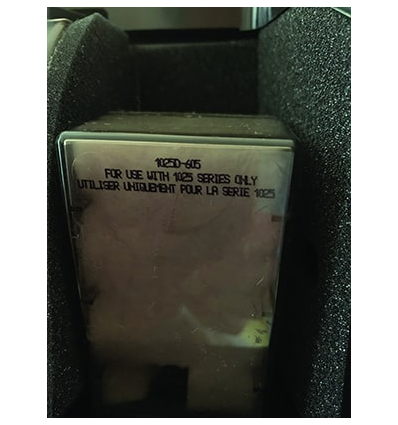 1025D-605
FOR USE WITH 1025 SERIES ONLY
UTILISER UNIQUEMENT POUR LA SERIE 1025